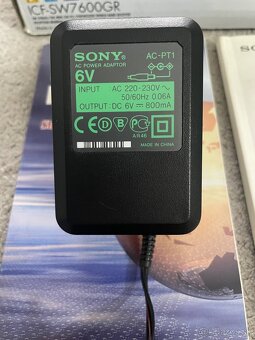 ICF-SW7600GR
SONY®
AC POWER ADAPTOR
AC-PT1
6V
INPUT AC 220-230V ~
50/60Hz 0.06A
OUTPUT: DC 6V 800mA
MADE IN CHINA